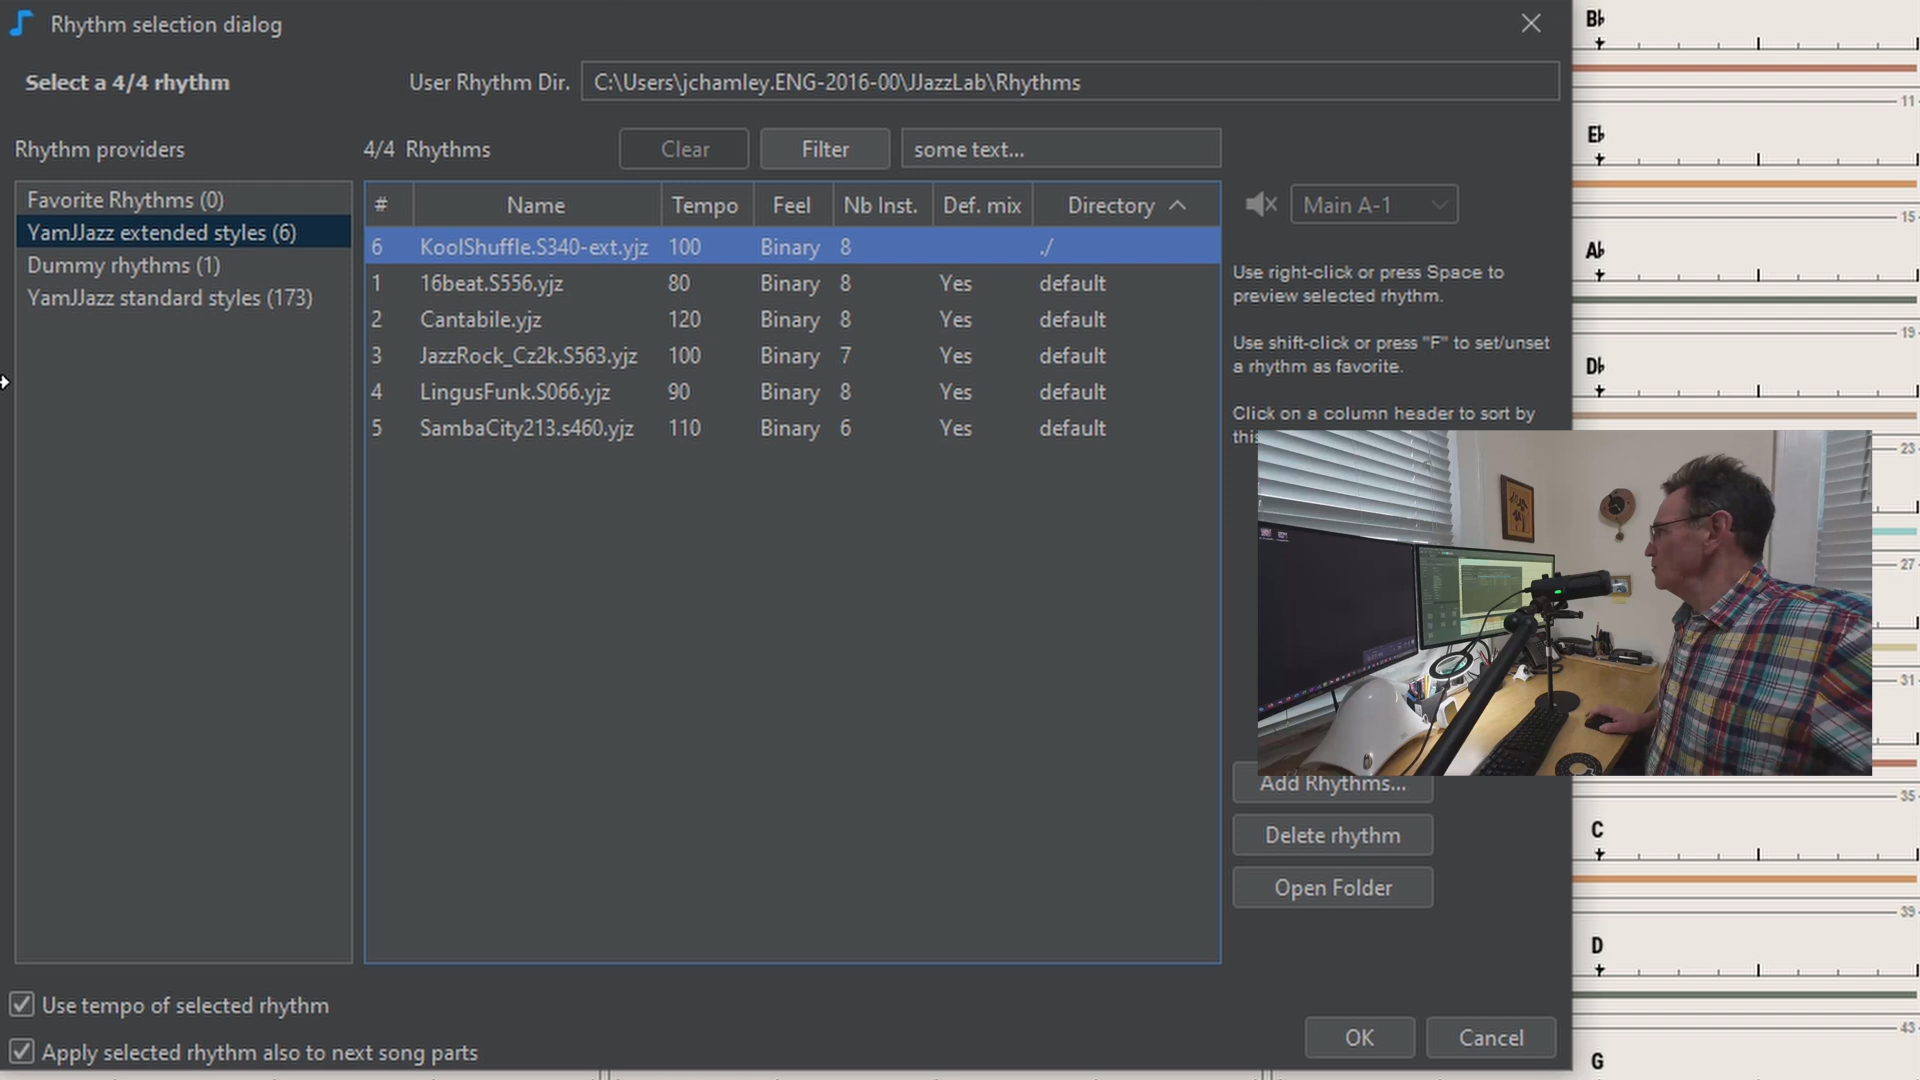 Rhythm selection dialog
Select a 4/4 rhythm
User Rhythm Dir.
C:\Users\jchamley.ENG-2016-00\JJazzLab\Rhythms
Rhythm providers
4/4 Rhythms
Clear
Filter
some text...
Favorite Rhythms (0)
YamJJazz extended styles (6)
Dummy rhythms (1)
YamJJazz standard styles (173)
# Name Tempo Feel Nb Inst. Def. mix Directory
6 KoolShuffle.S340-ext.yjz 100 Binary 8 ./
1 16beat.S556.yjz 80 Binary 8 Yes default
2 Cantabile.yjz 120 Binary 8 Yes default
3 JazzRock_Cz2k.S563.yjz 100 Binary 7 Yes default
4 LingusFunk.S066.yjz 90 Binary 8 Yes default
5 SambaCity213.s460.yjz 110 Binary 6 Yes default
Main A-1
Use right-click or press Space to
preview selected rhythm.
Use shift-click or press "F" to set/unset
a rhythm as favorite.
Click on a column header to sort by
this
Add Rhythms...
Delete rhythm
Open Folder
Use tempo of selected rhythm
Apply selected rhythm also to next song parts
OK
Cancel
B♭
11
E♭
15
A♭
19
D♭
23
27
31
35
C
39
D
43
G